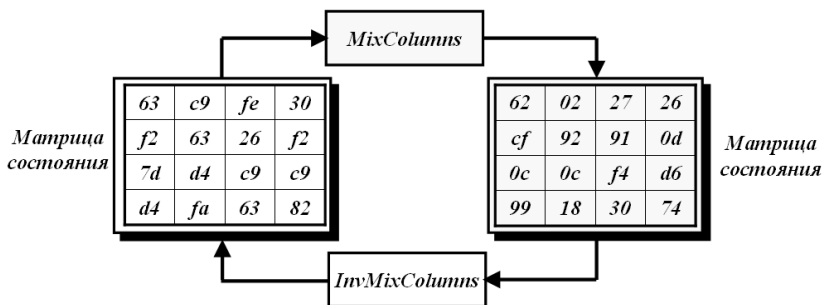 MixColumns
63 c9 fe 30
f2 63 26 f2
7d d4 c9 c9
d4 fa 63 82
Матрица
состояния
62 02 27 26
cf 92 91 0d
0c 0c f4 d6
99 18 30 74
Матрица
состояния
InvMixColumns